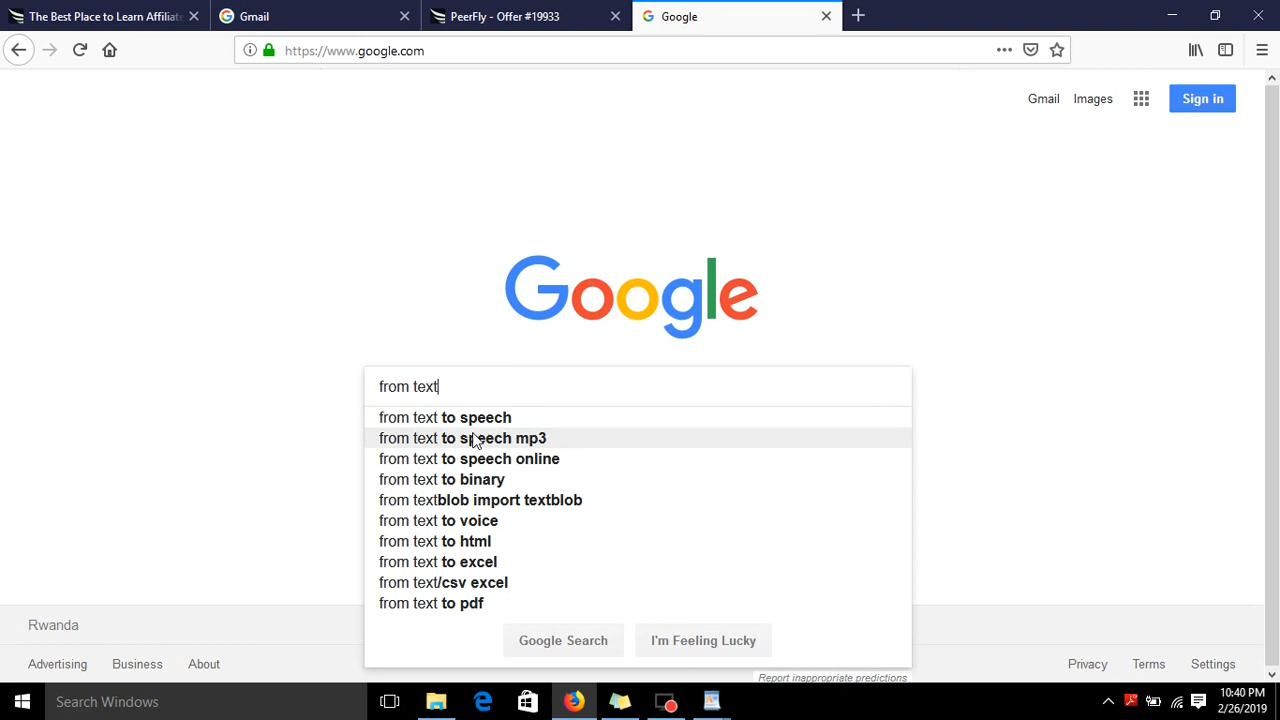 The Best Place to Learn Affiliate
Gmail
PeerFly - Offer #19933
Google
https://www.google.com
Gmail Images Sign in
Google
from text
from text to speech
from text to speech mp3
from text to speech online
from text to binary
from textblob import textblob
from text to voice
from text to html
from text to excel
from text/csv excel
from text to pdf
Google Search I'm Feeling Lucky
Rwanda
Advertising Business About
Privacy Terms Settings
Report inappropriate predictions
Search Windows
10:40 PM
2/26/2019